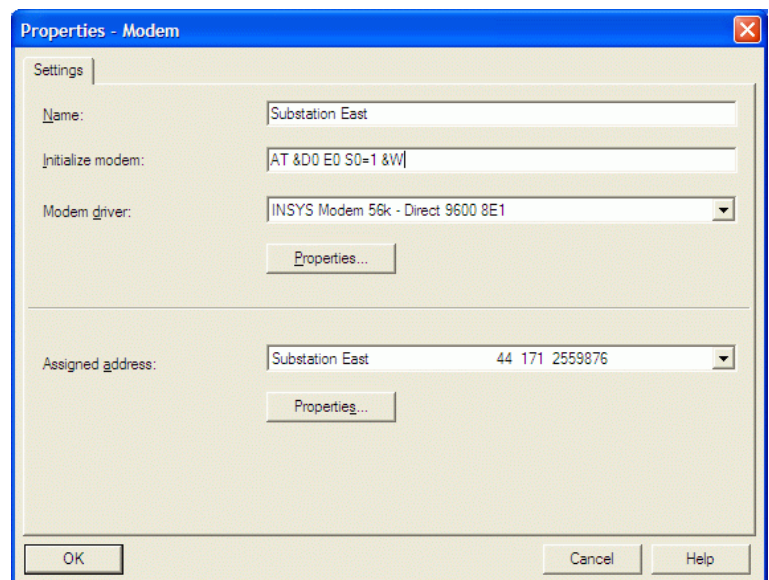 Properties - Modem
Settings
Name: Substation East
Initialize modem: AT &D0 E0 S0=1 &W
Modem driver: INSYS Modem 56k - Direct 9600 8E1
Properties...
Assigned address: Substation East 44 171 2559876
Properties...
OK Cancel Help